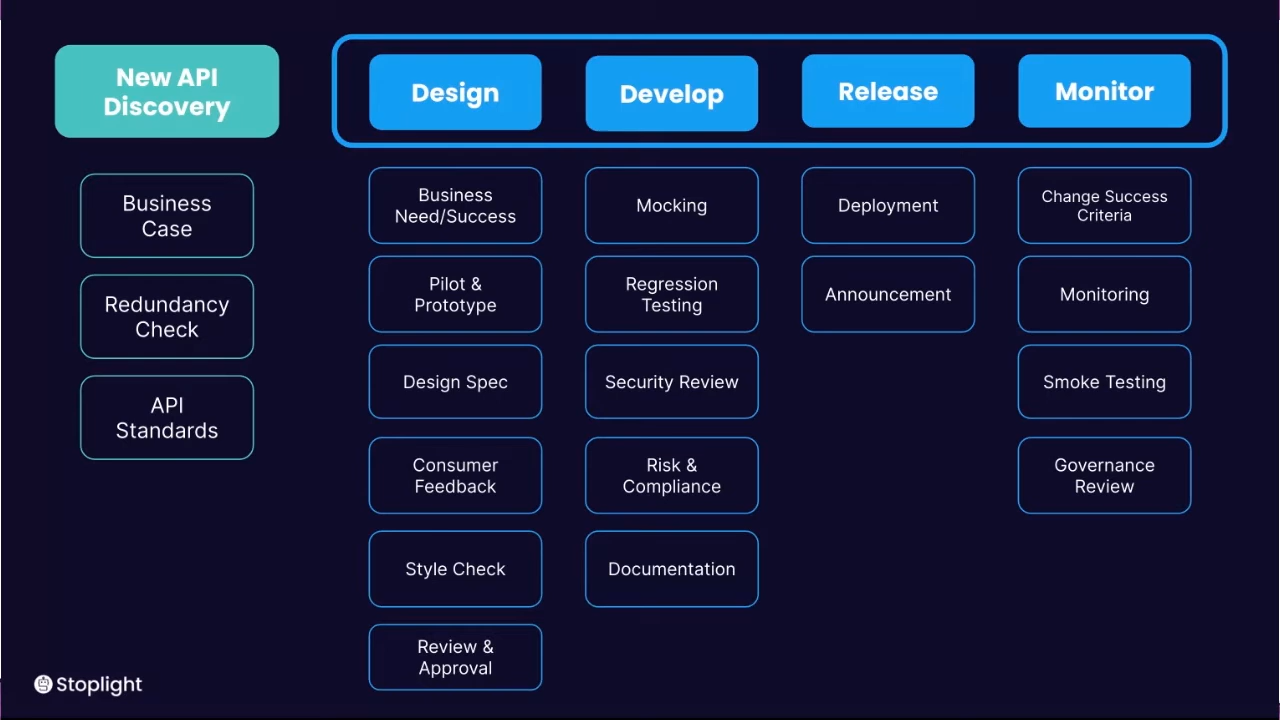 New API
Discovery
Business
Case
Redundancy
Check
API
Standards
Design
Business
Need/Success
Pilot &
Prototype
Design Spec
Consumer
Feedback
Style Check
Review &
Approval
Develop
Mocking
Regression
Testing
Security Review
Risk &
Compliance
Documentation
Release
Deployment
Announcement
Monitor
Change Success
Criteria
Monitoring
Smoke Testing
Governance
Review
Stoplight